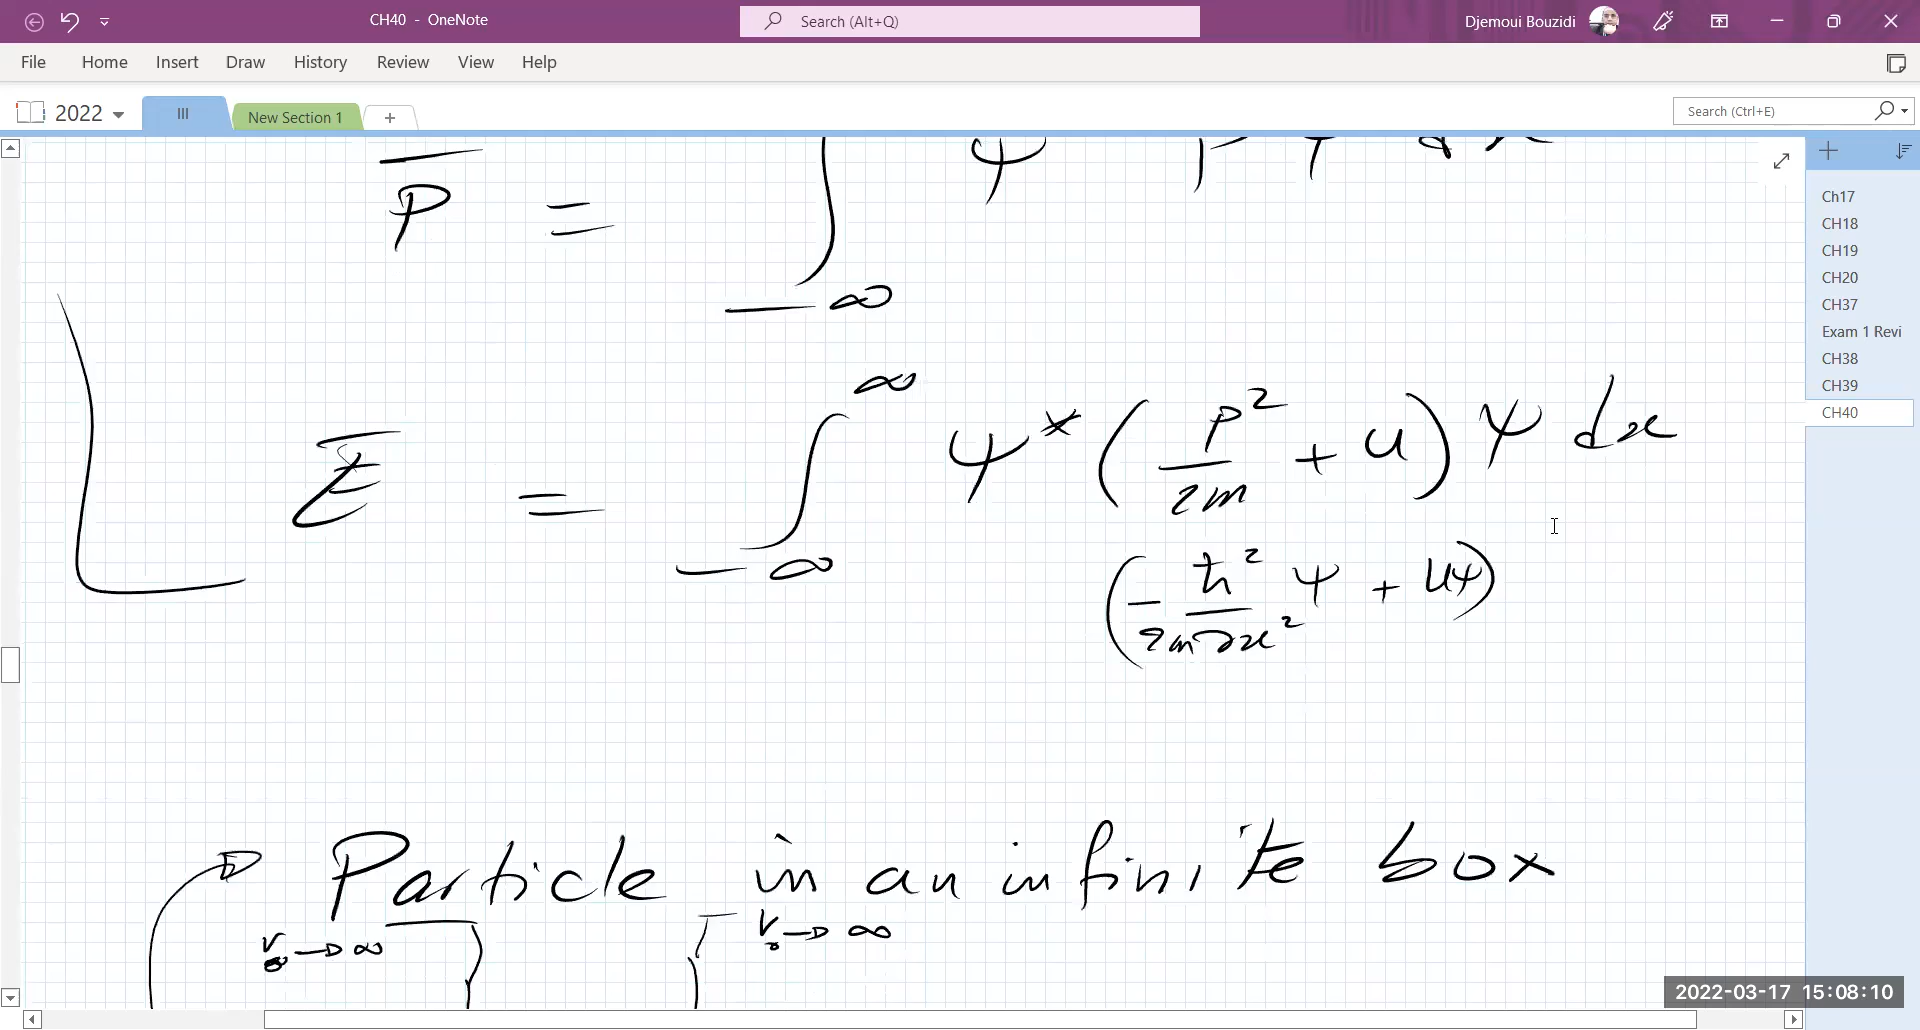 CH40 - OneNote
Search (Alt+Q)
Djemoui Bouzidi
File Home Insert Draw History Review View Help
2022
III
New Section 1
+
Search (Ctrl+E)
Ch17
CH18
CH19
CH20
CH37
Exam 1 Revi
CH38
CH39
CH40
P̅ = ∫ ψ P ψ dx
-∞
E̅ = ∫_{-∞}^{∞} ψ* (P²/2m + U) ψ dx
(- ħ²/2m ∂x² ψ + Uψ)
Particle in an infinite box
V₀ → ∞
V₀ → ∞
2022-03-17 15:08:10